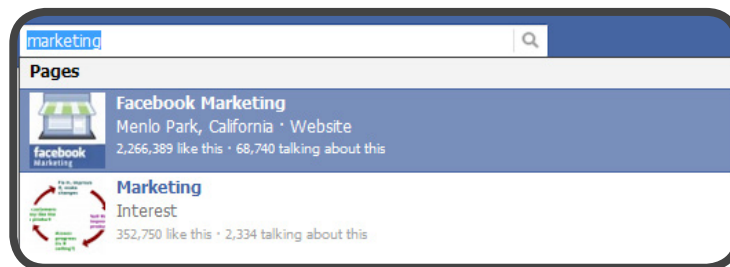 marketing
Pages
Facebook Marketing
Menlo Park, California · Website
2,266,389 like this · 68,740 talking about this
facebook
Marketing
Marketing
Interest
352,750 like this · 2,334 talking about this